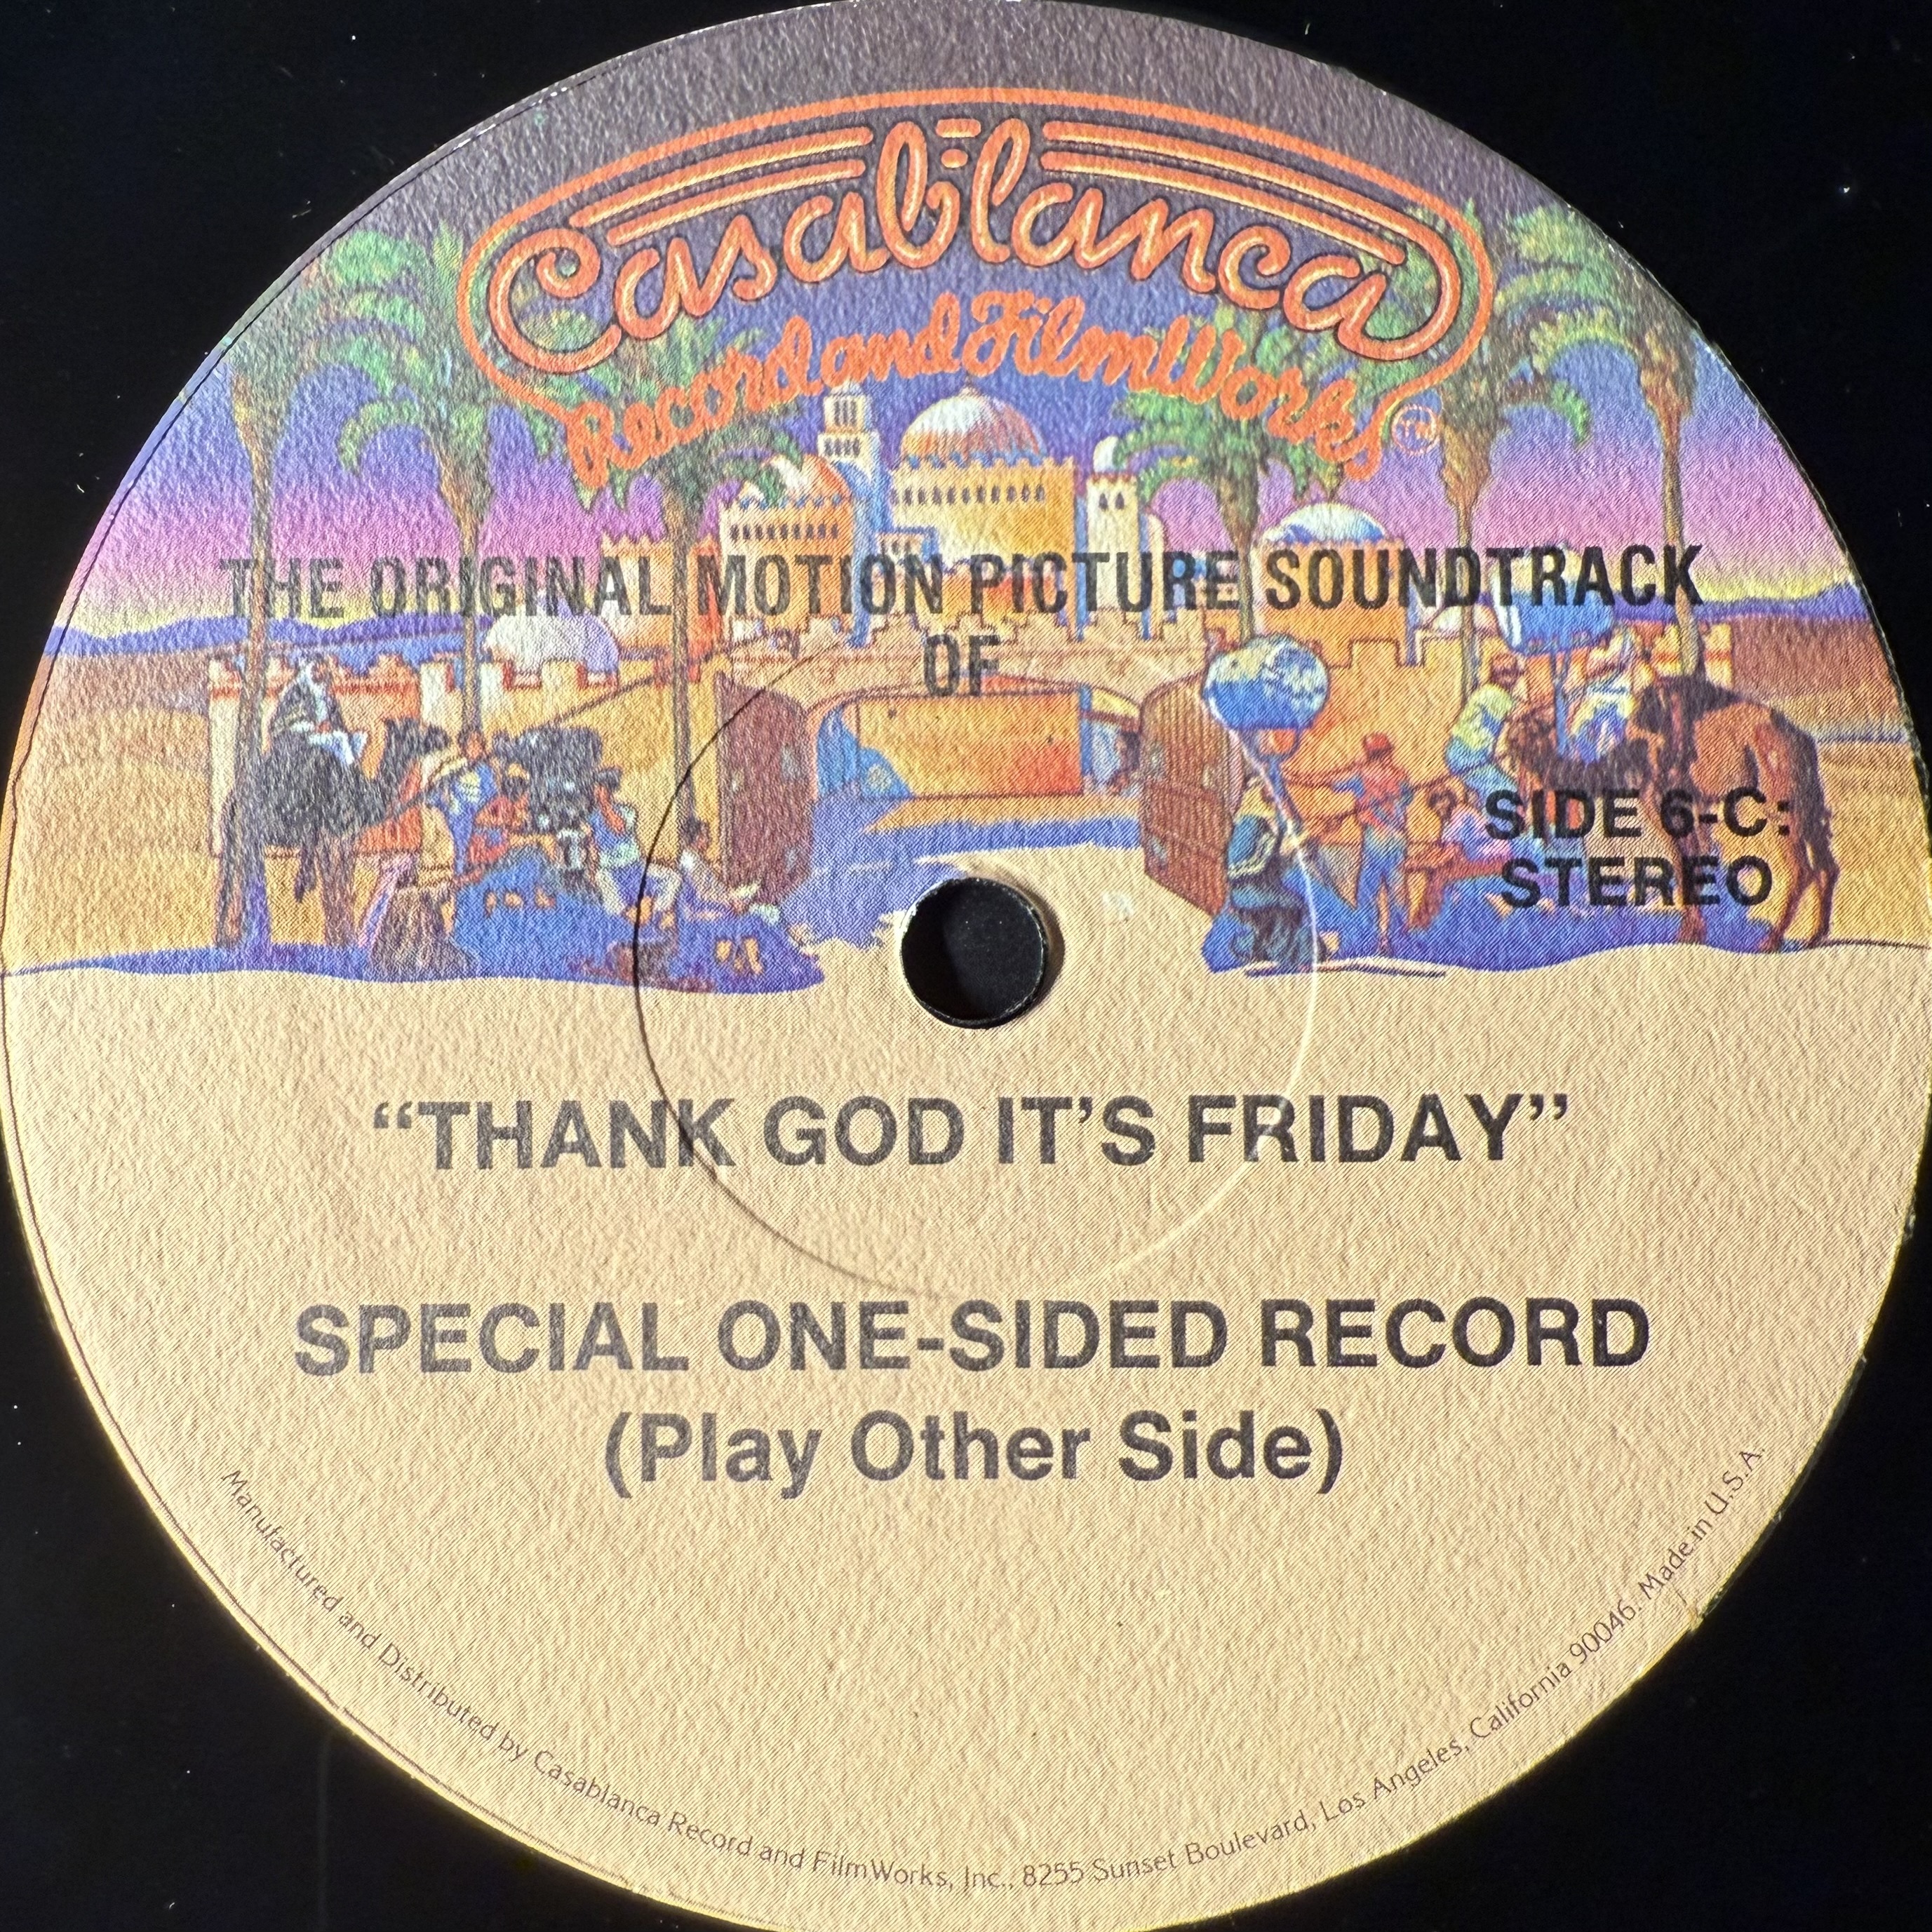 Casablanca
Record and FilmWorks TM
THE ORIGINAL MOTION PICTURE SOUNDTRACK
OF
SIDE 6-C:
STEREO
“THANK GOD IT’S FRIDAY”
SPECIAL ONE-SIDED RECORD
(Play Other Side)
Manufactured and Distributed by Casablanca Record and FilmWorks, Inc., 8255 Sunset Boulevard, Los Angeles, California 90046. Made in U.S.A.